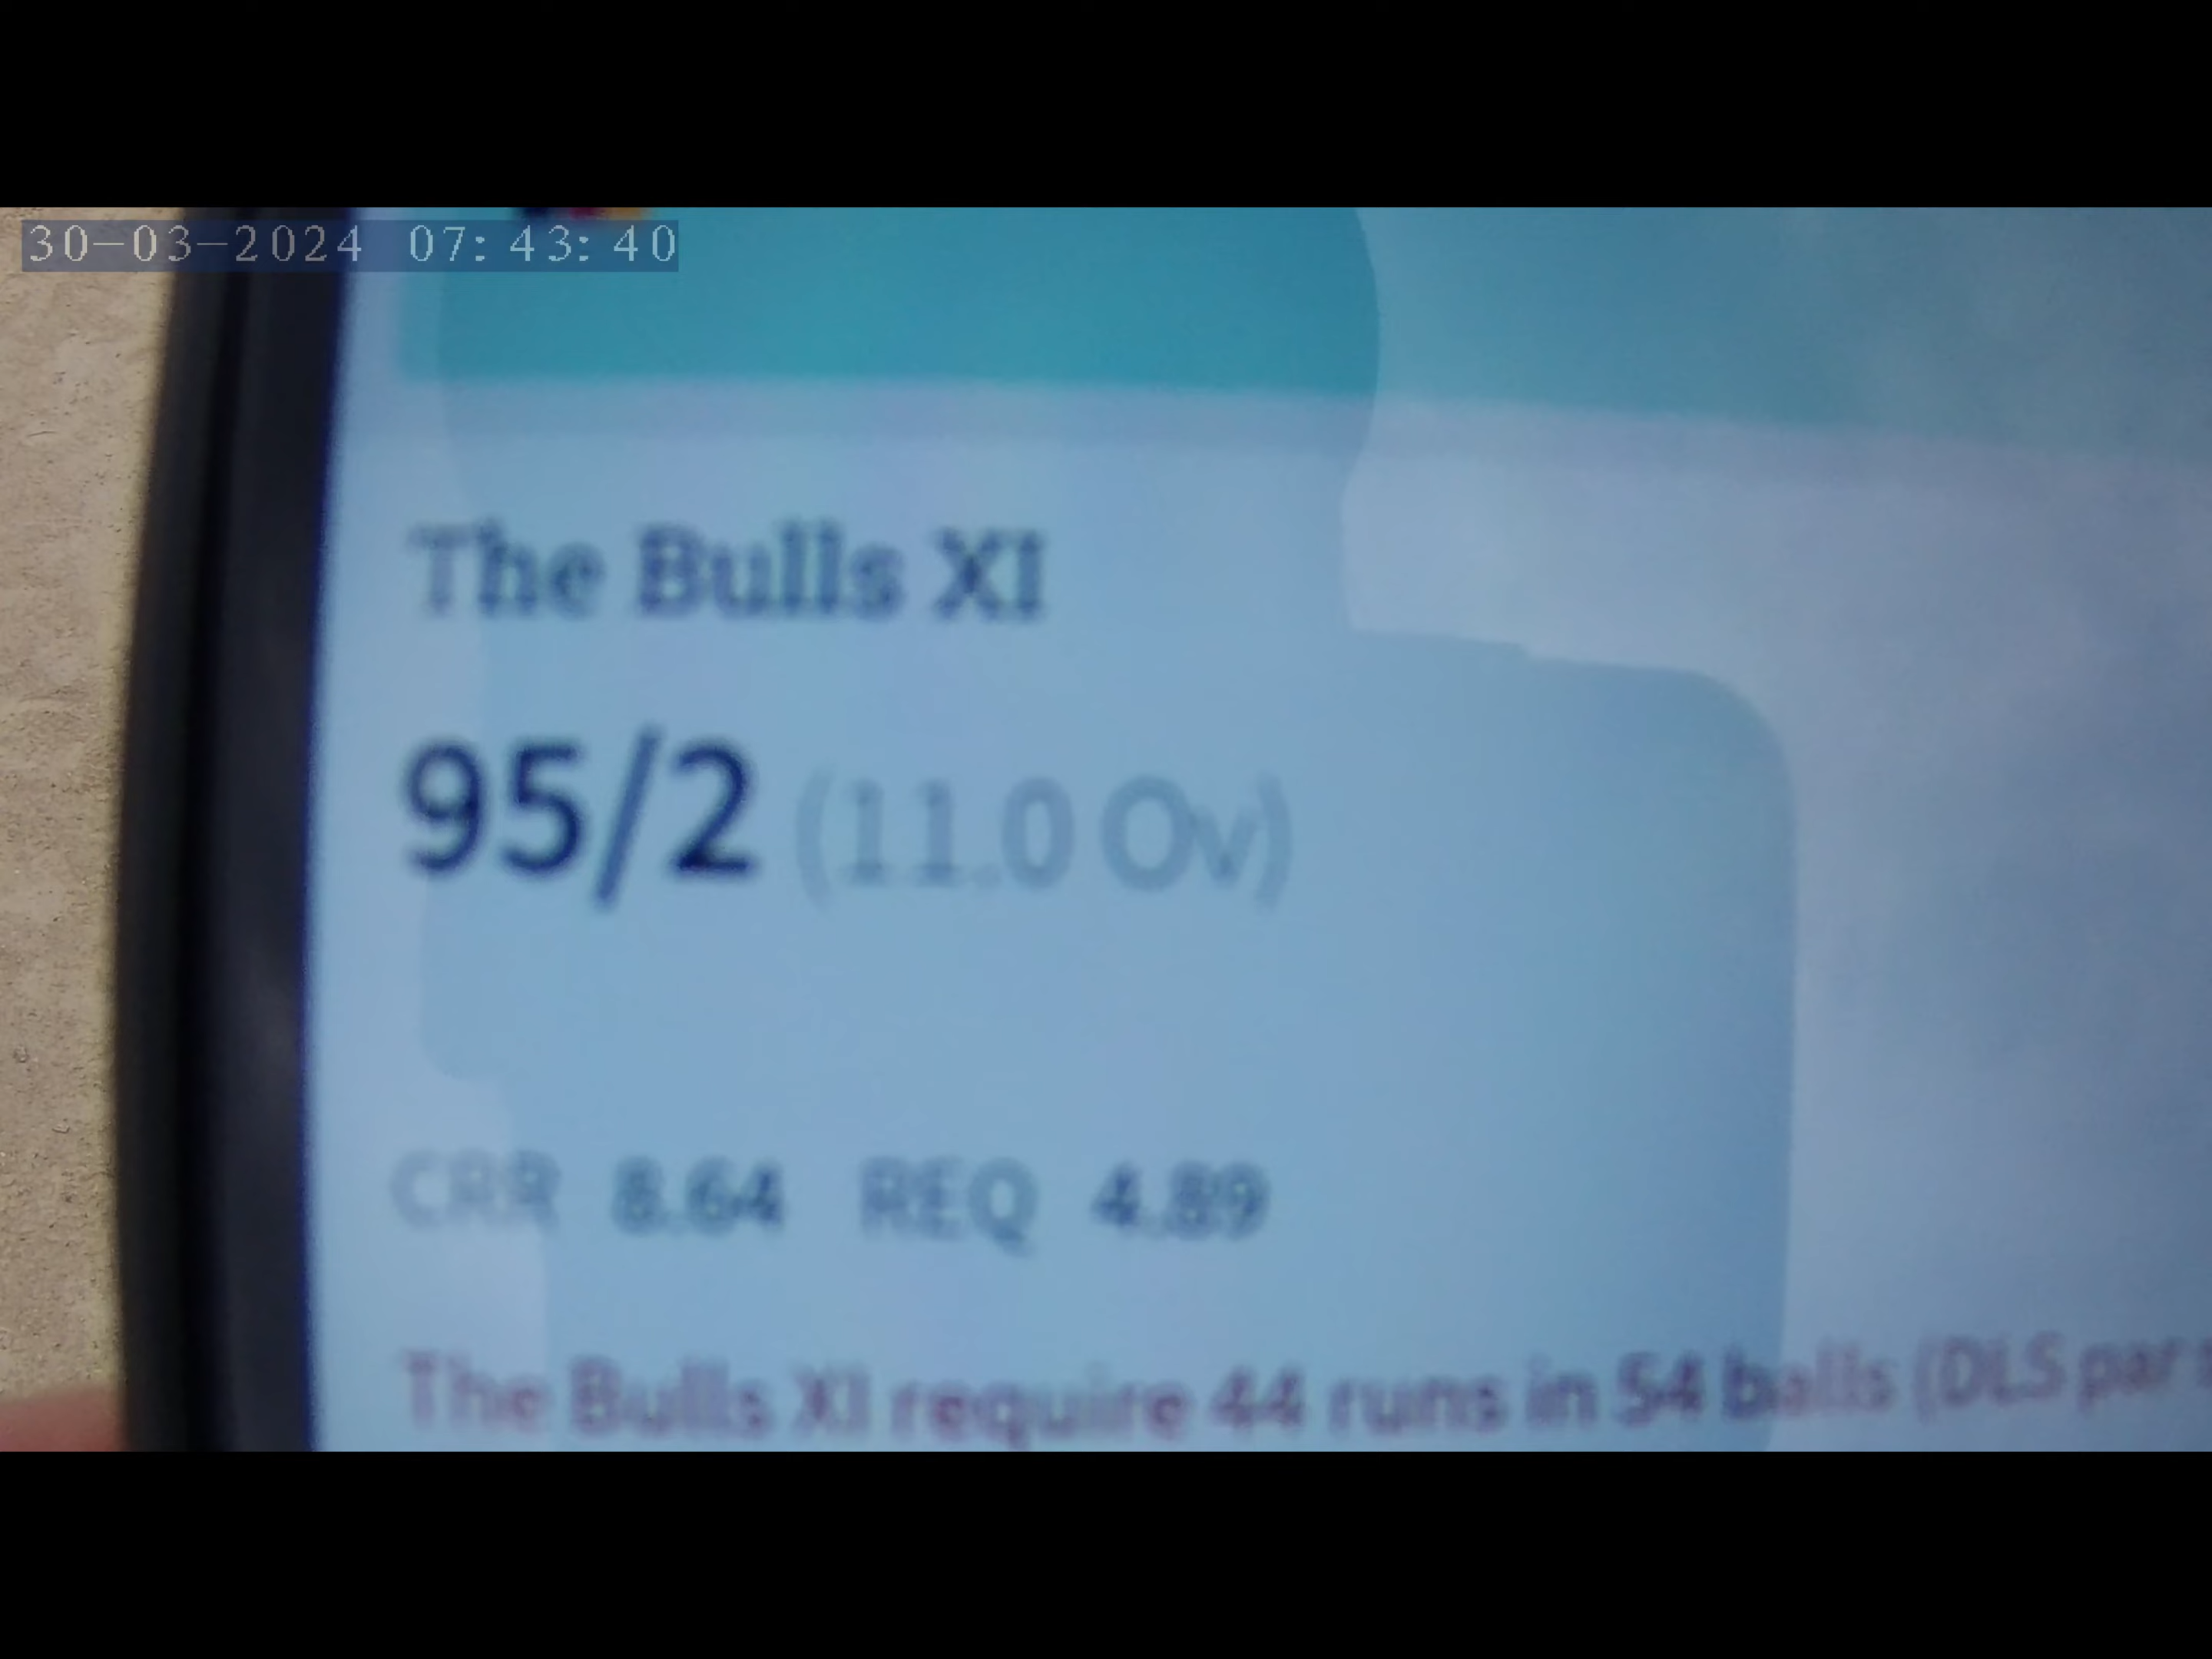 30-03-2024 07:43:40
The Bulls XI
95/2 (11.0 Ov)
CRR 8.64 REQ 4.89
The Bulls XI require 44 runs in 54 balls (DLS par